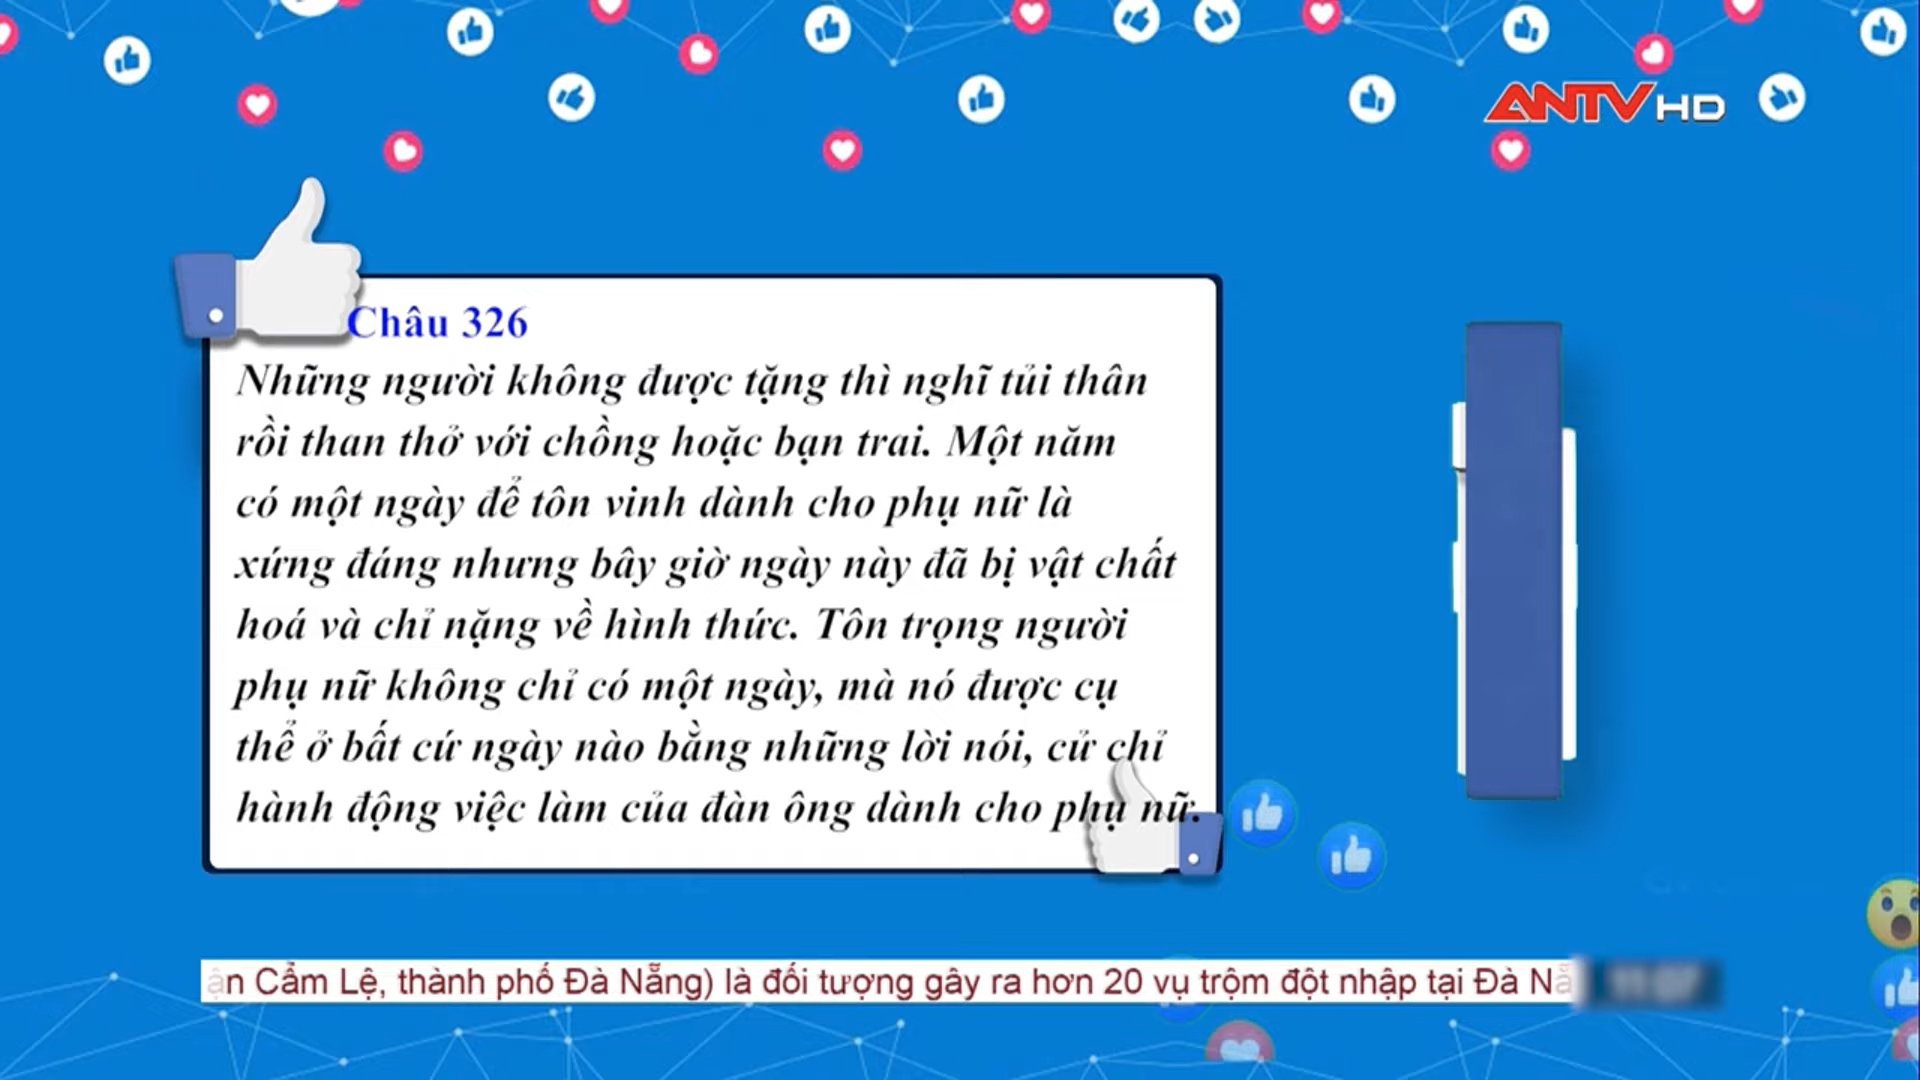 ANTV HD
Châu 326
Những người không được tặng thì nghĩ tủi thân
rồi than thở với chồng hoặc bạn trai. Một năm
có một ngày để tôn vinh dành cho phụ nữ là
xứng đáng nhưng bây giờ ngày này đã bị vật chất
hoá và chỉ nặng về hình thức. Tôn trọng người
phụ nữ không chỉ có một ngày, mà nó được cụ
thể ở bất cứ ngày nào bằng những lời nói, cử chỉ
hành động việc làm của đàn ông dành cho phụ nữ.
ận Cẩm Lệ, thành phố Đà Nẵng) là đối tượng gây ra hơn 20 vụ trộm đột nhập tại Đà Nẵ